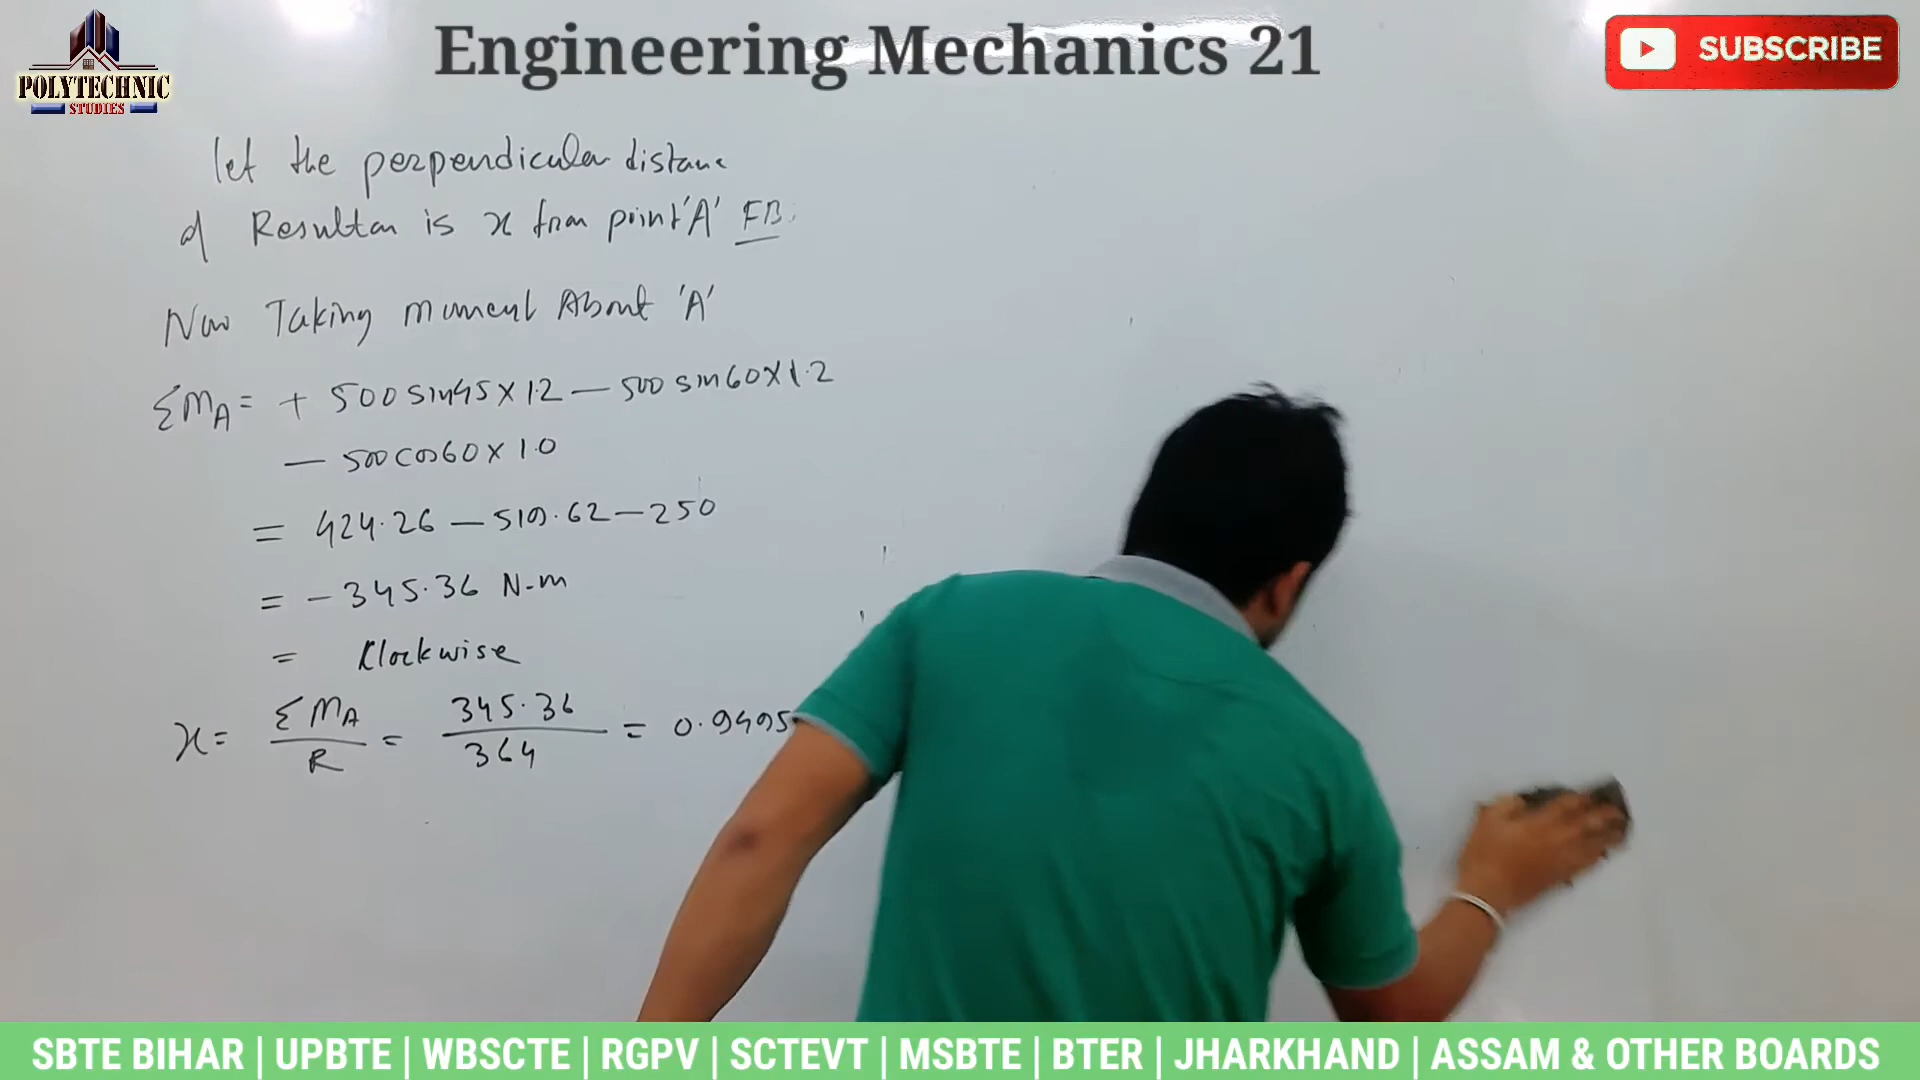 POLYTECHNIC
STUDIES
Engineering Mechanics 21
SUBSCRIBE
let the perpendicular distanc
of Resultan is x from point 'A' FB.
Now Taking moment About 'A'
ΣMA = + 500 sin45 × 1.2 — 500 sin60 × 1.2
— 500 cos60 × 1.0
= 424.26 — 519.62 — 250
= - 345.36 N-m
= Clockwise
x = ΣMA / R = 345.36 / 364 = 0.9495
SBTE BIHAR | UPBTE | WBSCTE | RGPV | SCTEVT | MSBTE | BTER | JHARKHAND | ASSAM & OTHER BOARDS